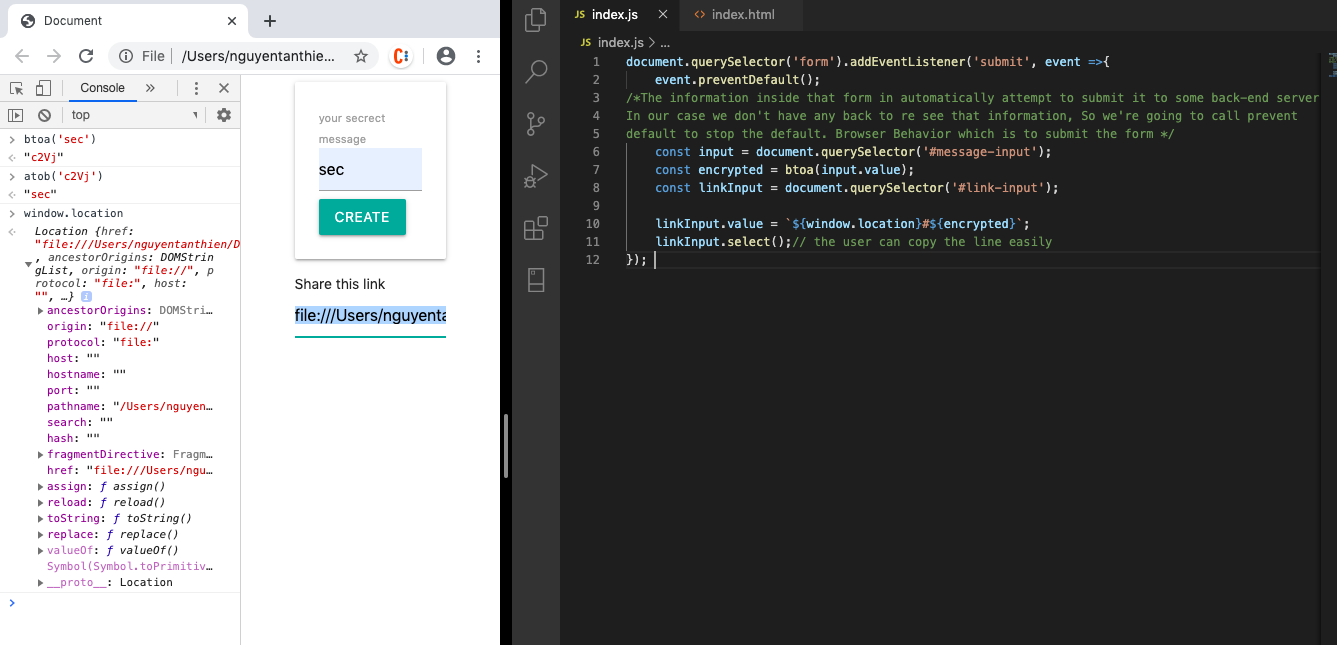 Document
File
/Users/nguyentanthie...
Console
top
btoa('sec')
"c2Vj"
atob('c2Vj')
"sec"
window.location
Location {href:
"file:///Users/nguyentanthien/D
, ancestorOrigins: DOMStrin
gList, origin: "file://", p
rotocol: "file:", host:
"", …}
ancestorOrigins: DOMStri…
origin: "file://"
protocol: "file:"
host: ""
hostname: ""
port: ""
pathname: "/Users/nguyen…
search: ""
hash: ""
fragmentDirective: Fragm…
href: "file:///Users/ngu…
assign: ƒ assign()
reload: ƒ reload()
toString: ƒ toString()
replace: ƒ replace()
valueOf: ƒ valueOf()
Symbol(Symbol.toPrimitiv…
__proto__: Location
your secrect
message
sec
CREATE
Share this link
file:///Users/nguyenta
JS index.js
index.html
JS index.js > ...
1 document.querySelector('form').addEventListener('submit', event =>{
2 event.preventDefault();
3 /*The information inside that form in automatically attempt to submit it to some back-end server
4 In our case we don't have any back to re see that information, So we're going to call prevent
5 default to stop the default. Browser Behavior which is to submit the form */
6 const input = document.querySelector('#message-input');
7 const encrypted = btoa(input.value);
8 const linkInput = document.querySelector('#link-input');
9
10 linkInput.value = `${window.location}#${encrypted}`;
11 linkInput.select();// the user can copy the line easily
12 });